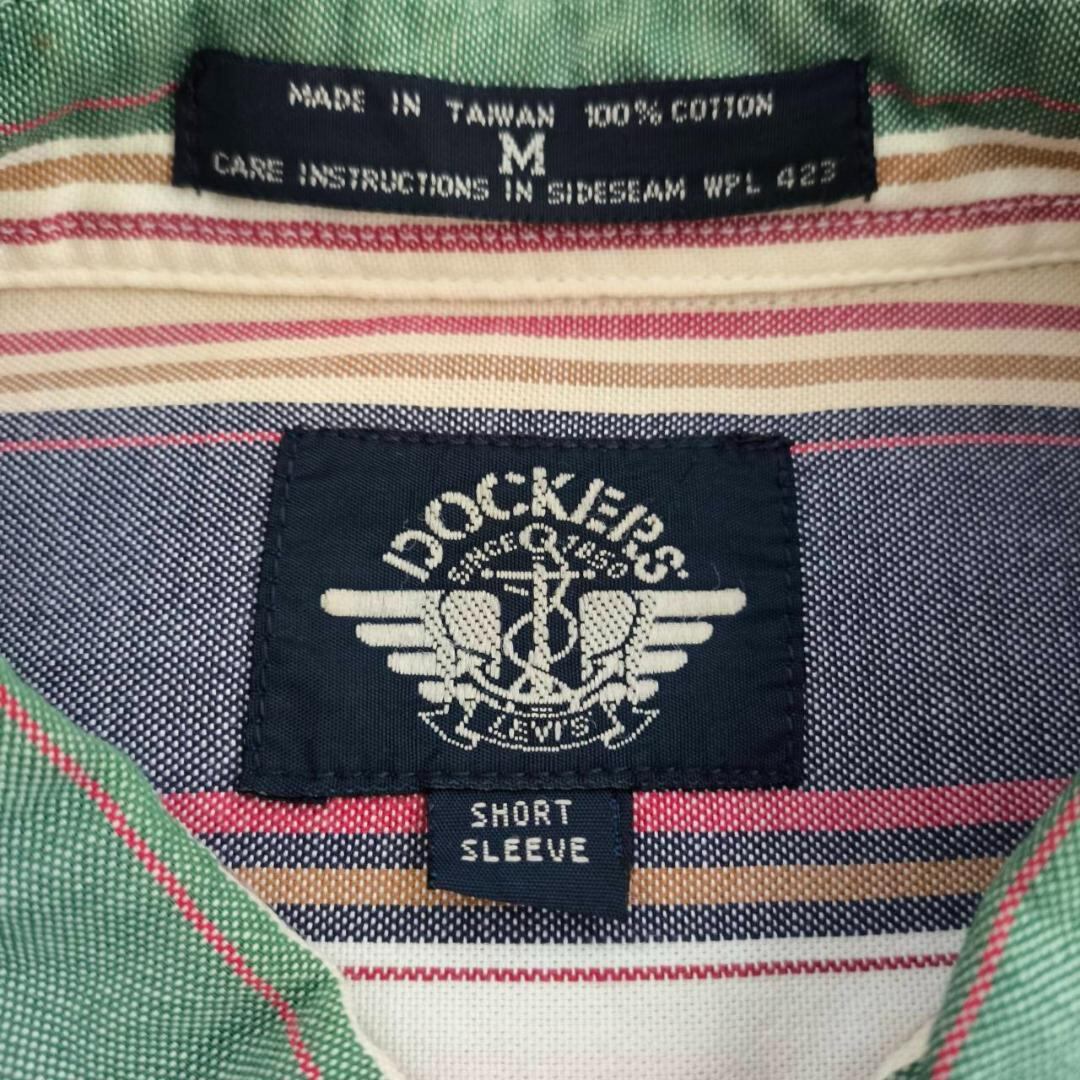 MADE IN TAIWAN 100% COTTON
M
CARE INSTRUCTIONS IN SIDESEAM WPL 423
DOCKERS
SINCE 1850
LEVI'S
SHORT
SLEEVE